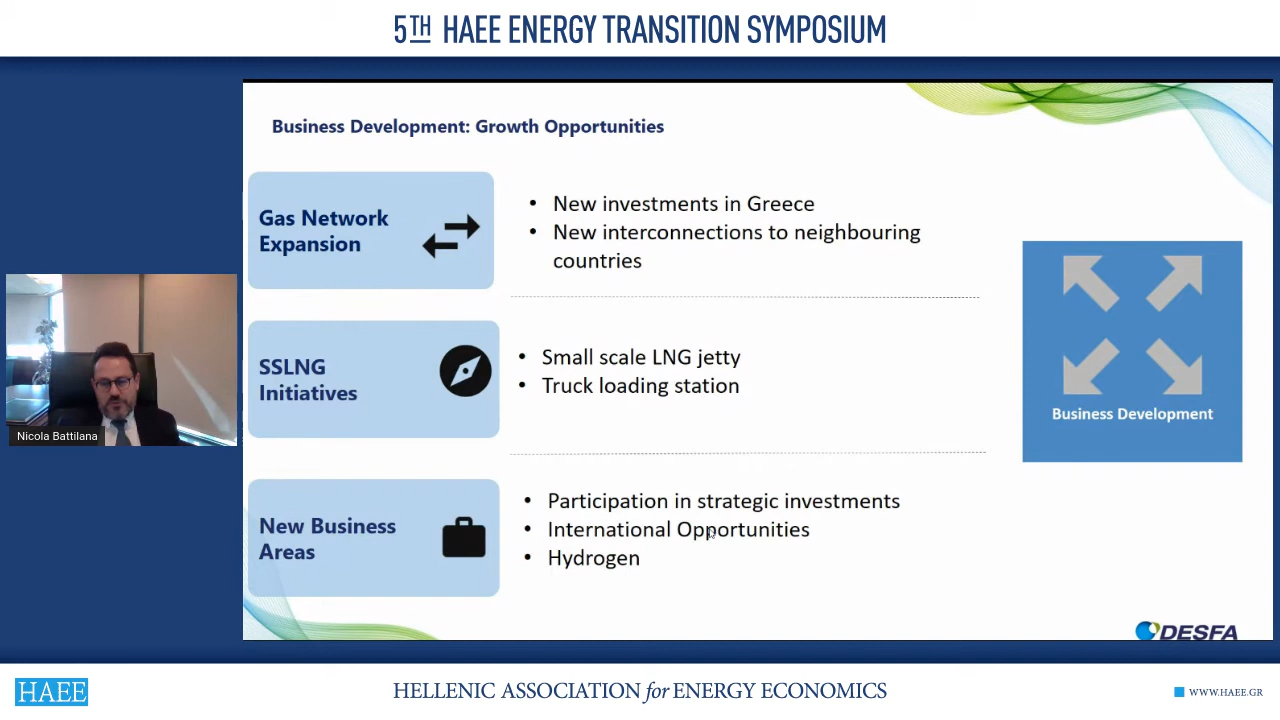 5TH HAEE ENERGY TRANSITION SYMPOSIUM
Business Development: Growth Opportunities
Gas Network
Expansion
• New investments in Greece
• New interconnections to neighbouring
countries
SSLNG
Initiatives
• Small scale LNG jetty
• Truck loading station
New Business
Areas
• Participation in strategic investments
• International Opportunities
• Hydrogen
Business Development
Nicola Battilana
DESFA
HAEE
HELLENIC ASSOCIATION for ENERGY ECONOMICS
WWW.HAEE.GR